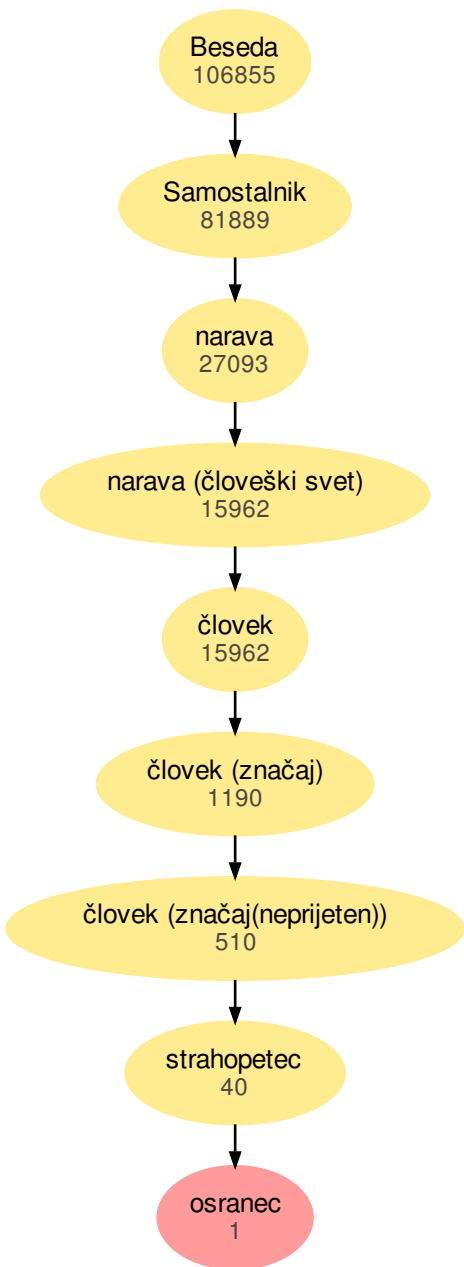 Beseda
106855
Samostalnik
81889
narava
27093
narava (človeški svet)
15962
človek
15962
človek (značaj)
1190
človek (značaj(neprijeten))
510
strahopetec
40
osranec
1